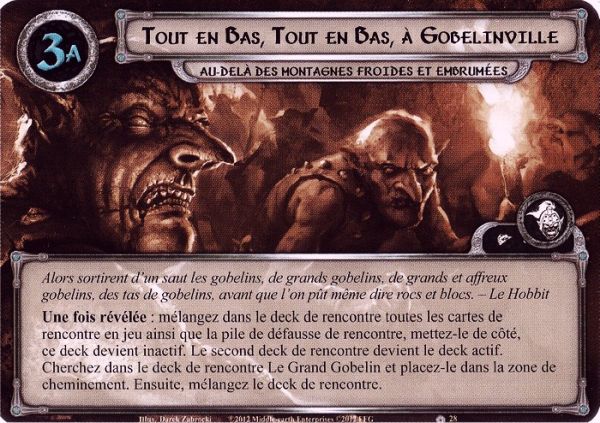 3A
TOUT EN BAS, TOUT EN BAS, À GOBELINVILLE
AU-DELÀ DES MONTAGNES FROIDES ET EMBRUMÉES
Alors sortirent d'un saut les gobelins, de grands gobelins, de grands et affreux
gobelins, des tas de gobelins, avant que l'on pût même dire rocs et blocs. – Le Hobbit
Une fois révélée : mélangez dans le deck de rencontre toutes les cartes de
rencontre en jeu ainsi que la pile de défausse de rencontre, mettez-le de côté,
ce deck devient inactif. Le second deck de rencontre devient le deck actif.
Cherchez dans le deck de rencontre Le Grand Gobelin et placez-le dans la zone de
cheminement. Ensuite, mélangez le deck de rencontre.
Illus. Darek Zabrocki ©2012 Middle-earth Enterprises ©2012 FFG 28